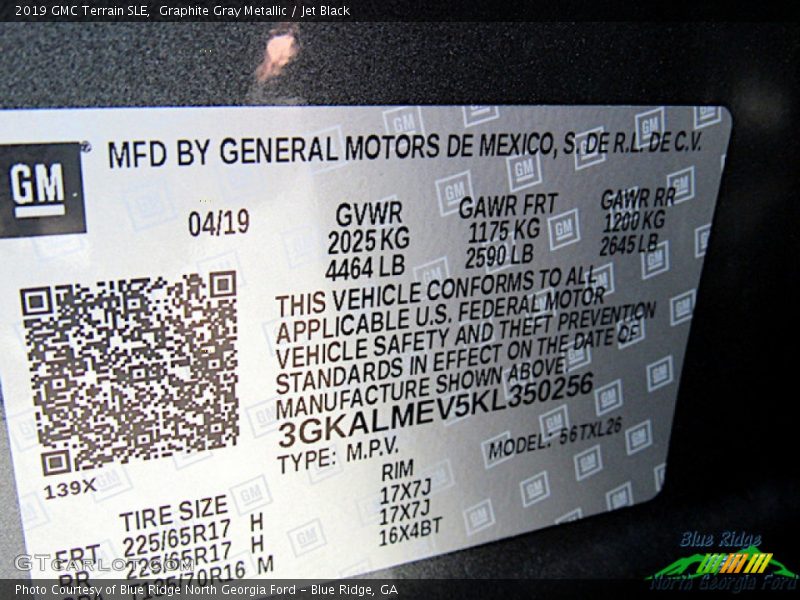 2019 GMC Terrain SLE,  Graphite Gray Metallic / Jet Black
GM ® MFD BY GENERAL MOTORS DE MEXICO, S. DE R.L. DE C.V.
04/19
GVWR
2025 KG
4464 LB
GAWR FRT
1175 KG
2590 LB
GAWR RR
1200 KG
2645 LB
THIS VEHICLE CONFORMS TO ALL
APPLICABLE U.S. FEDERAL MOTOR
VEHICLE SAFETY AND THEFT PREVENTION
STANDARDS IN EFFECT ON THE DATE OF
MANUFACTURE SHOWN ABOVE
3GKALMEV5KL350256
TYPE: M.P.V.
MODEL: 56TXL26
139X
TIRE SIZE
RIM
FRT 225/65R17 H 17X7J
RR 225/65R17 H 17X7J
/70R16 M 16X4BT
GTcarlot.com
Blue Ridge
North Georgia Ford
Photo Courtesy of Blue Ridge North Georgia Ford – Blue Ridge, GA